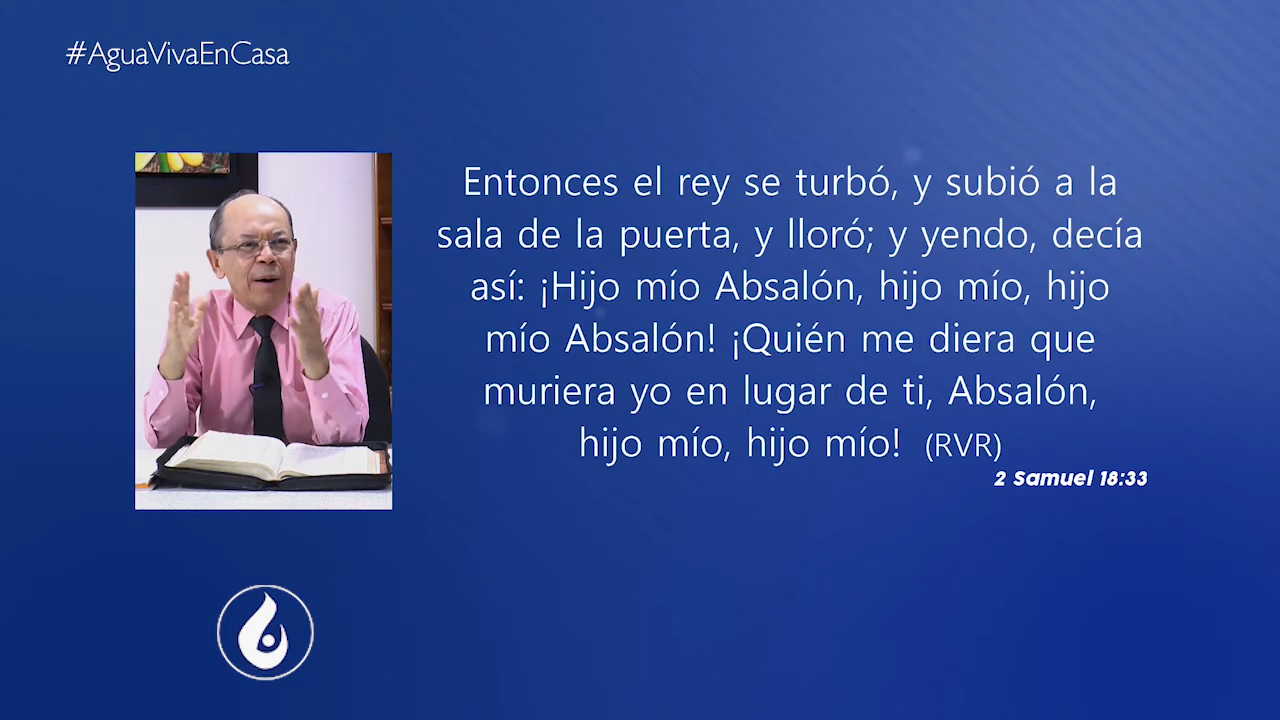 #AguaVivaEnCasa
Entonces el rey se turbó, y subió a la
sala de la puerta, y lloró; y yendo, decía
así: ¡Hijo mío Absalón, hijo mío, hijo
mío Absalón! ¡Quién me diera que
muriera yo en lugar de ti, Absalón,
hijo mío, hijo mío! (RVR)
2 Samuel 18:33